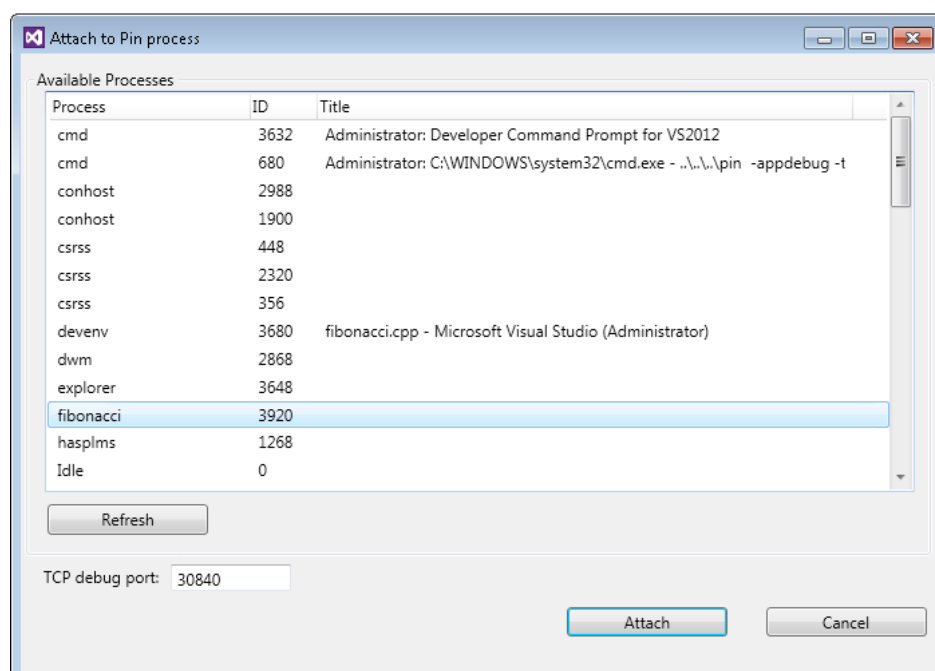 Attach to Pin process
Available Processes
Process ID Title
cmd 3632 Administrator: Developer Command Prompt for VS2012
cmd 680 Administrator: C:\WINDOWS\system32\cmd.exe - ..\..\..\pin -appdebug -t
conhost 2988
conhost 1900
csrss 448
csrss 2320
csrss 356
devenv 3680 fibonacci.cpp - Microsoft Visual Studio (Administrator)
dwm 2868
explorer 3648
fibonacci 3920
hasplms 1268
Idle 0
Refresh
TCP debug port: 30840
Attach Cancel